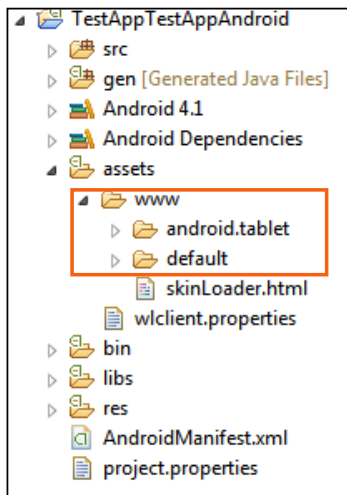 TestAppTestAppAndroid
src
gen [Generated Java Files]
Android 4.1
Android Dependencies
assets
www
android.tablet
default
skinLoader.html
wlclient.properties
bin
libs
res
AndroidManifest.xml
project.properties